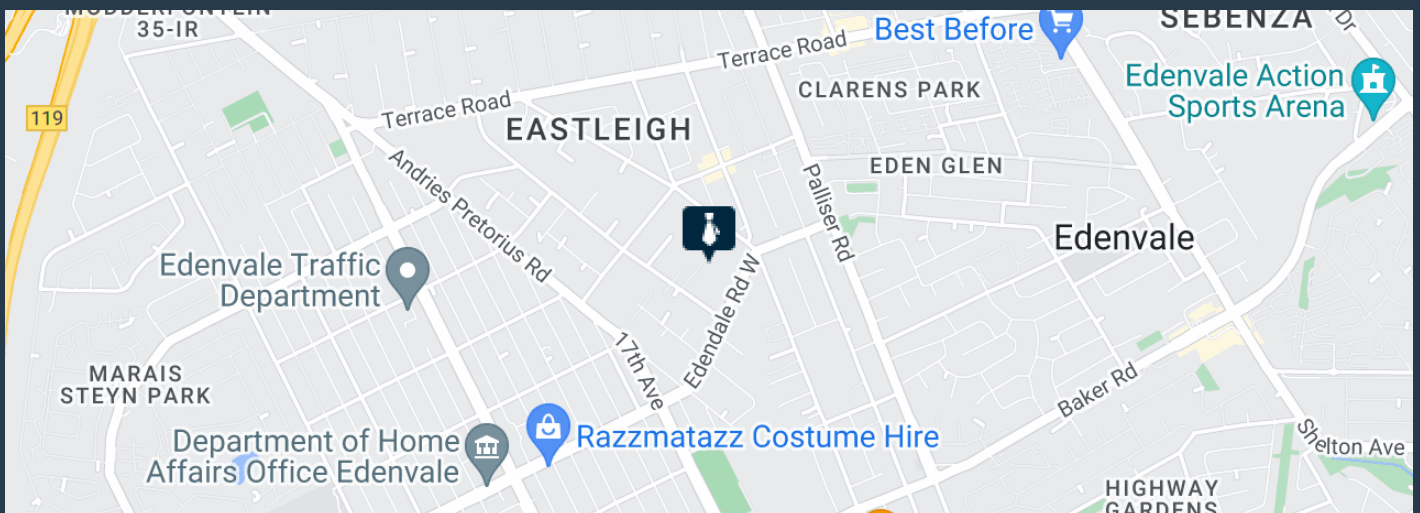 MODDERFONTEIN
35-IR
SEBENZA
Dr
Best Before
Terrace Road
Edenvale Action
Sports Arena
CLARENS PARK
119
Terrace Road
EASTLEIGH
EDEN GLEN
Andries Pretorius Rd
Palliser Rd
Edenvale
Edenvale Traffic
Department
Edendale Rd W
17th Ave
MARAIS
STEYN PARK
Baker Rd
Razzmatazz Costume Hire
Department of Home
Affairs Office Edenvale
Shelton Ave
HIGHWAY
GARDENS